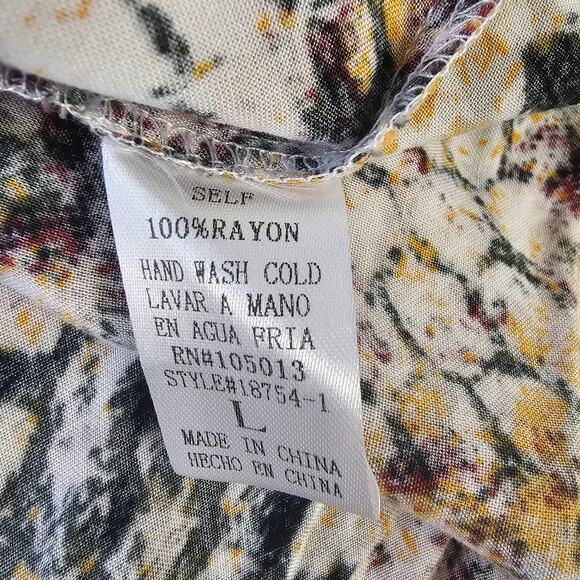 SELF
100%RAYON
HAND WASH COLD
LAVAR A MANO
EN AGUA FRIA
RN#105013
STYLE#18754-1
L
MADE IN CHINA
HECHO EN CHINA